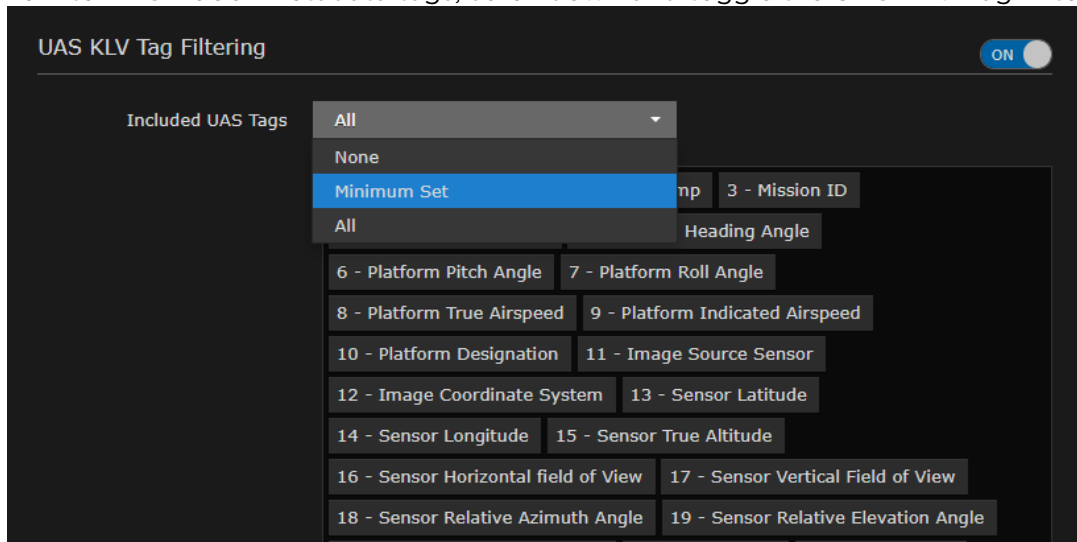 UAS KLV Tag Filtering
ON
Included UAS Tags
All
None
Minimum Set
All
3 - Mission ID
Heading Angle
6 - Platform Pitch Angle 7 - Platform Roll Angle
8 - Platform True Airspeed 9 - Platform Indicated Airspeed
10 - Platform Designation 11 - Image Source Sensor
12 - Image Coordinate System 13 - Sensor Latitude
14 - Sensor Longitude 15 - Sensor True Altitude
16 - Sensor Horizontal field of View 17 - Sensor Vertical Field of View
18 - Sensor Relative Azimuth Angle 19 - Sensor Relative Elevation Angle